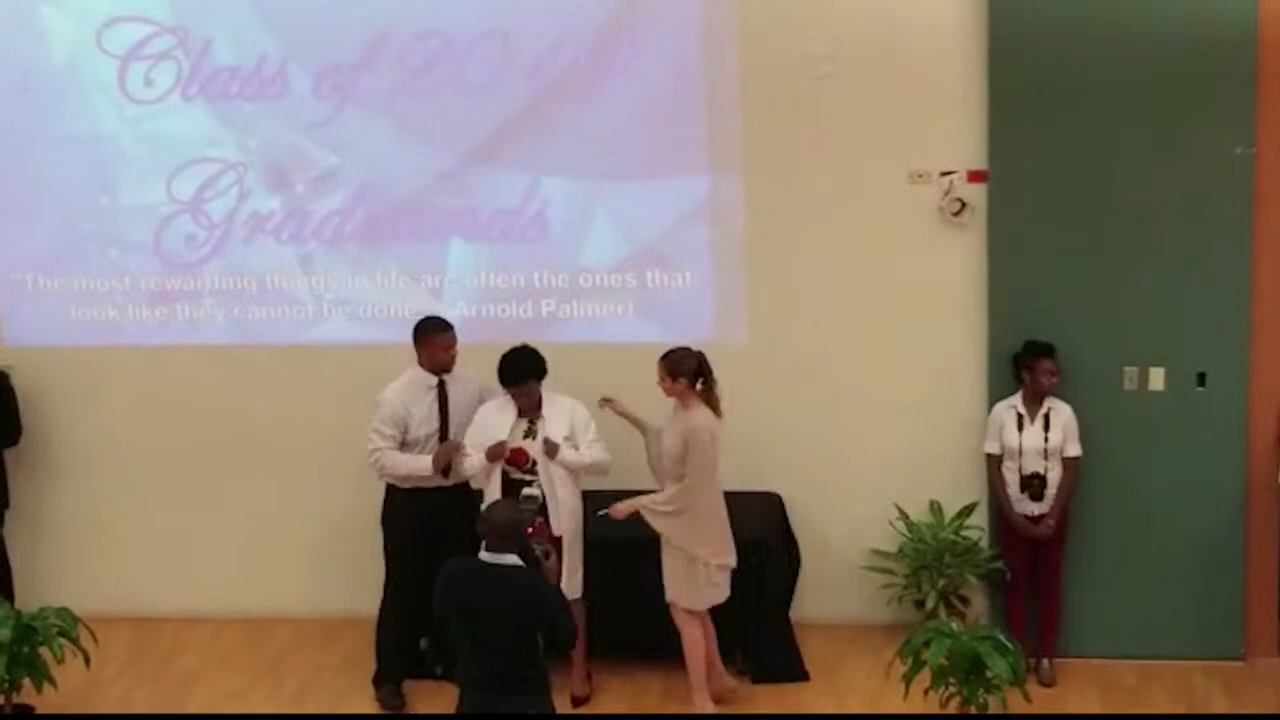 Class of 20
Graduands
"The most rewarding things in life are often the ones that
look like they cannot be done. Arnold Palmer)